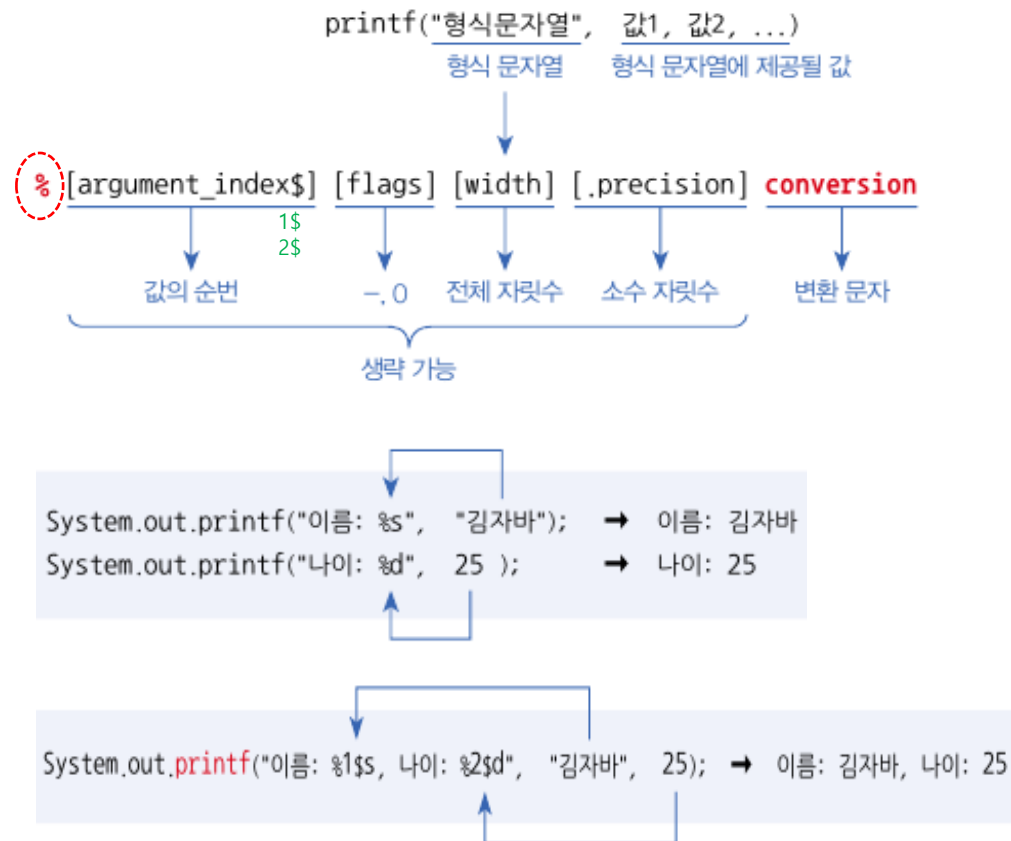 printf("형식문자열", 값1, 값2, ...)
형식 문자열 형식 문자열에 제공될 값
% [argument_index$] [flags] [width] [.precision] conversion
1$
2$
값의 순번 -, 0 전체 자릿수 소수 자릿수 변환 문자
생략 가능
System.out.printf("이름: %s", "김자바"); → 이름: 김자바
System.out.printf("나이: %d", 25 ); → 나이: 25
System.out.printf("이름: %1$s, 나이: %2$d", "김자바", 25); → 이름: 김자바, 나이: 25